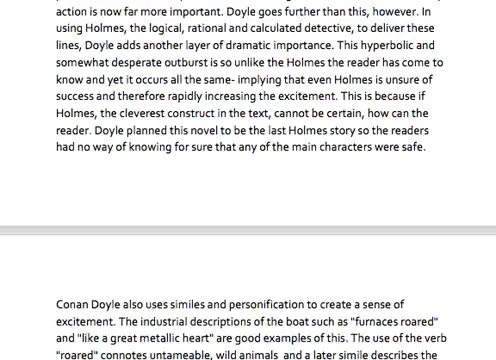 action is now far more important. Doyle goes further than this, however. In
using Holmes, the logical, rational and calculated detective, to deliver these
lines, Doyle adds another layer of dramatic importance. This hyperbolic and
somewhat desperate outburst is so unlike the Holmes the reader has come to
know and yet it occurs all the same- implying that even Holmes is unsure of
success and therefore rapidly increasing the excitement. This is because if
Holmes, the cleverest construct in the text, cannot be certain, how can the
reader. Doyle planned this novel to be the last Holmes story so the readers
had no way of knowing for sure that any of the main characters were safe.
Conan Doyle also uses similes and personification to create a sense of
excitement. The industrial descriptions of the boat such as "furnaces roared"
and "like a great metallic heart" are good examples of this. The use of the verb
"roared" connotes untameable, wild animals and a later simile describes the